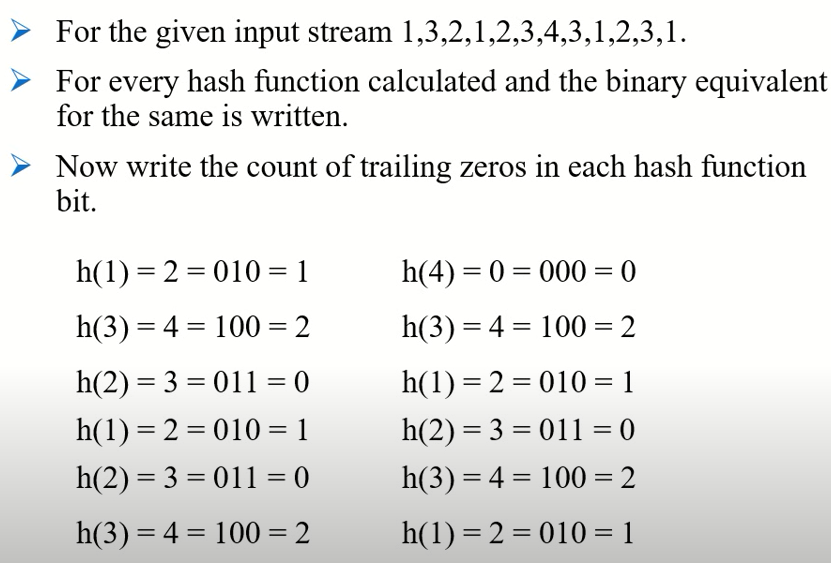 For the given input stream 1,3,2,1,2,3,4,3,1,2,3,1.
For every hash function calculated and the binary equivalent
for the same is written.
Now write the count of trailing zeros in each hash function
bit.
h(1) = 2 = 010 = 1
h(3) = 4 = 100 = 2
h(2) = 3 = 011 = 0
h(1) = 2 = 010 = 1
h(2) = 3 = 011 = 0
h(3) = 4 = 100 = 2
h(4) = 0 = 000 = 0
h(3) = 4 = 100 = 2
h(1) = 2 = 010 = 1
h(2) = 3 = 011 = 0
h(3) = 4 = 100 = 2
h(1) = 2 = 010 = 1